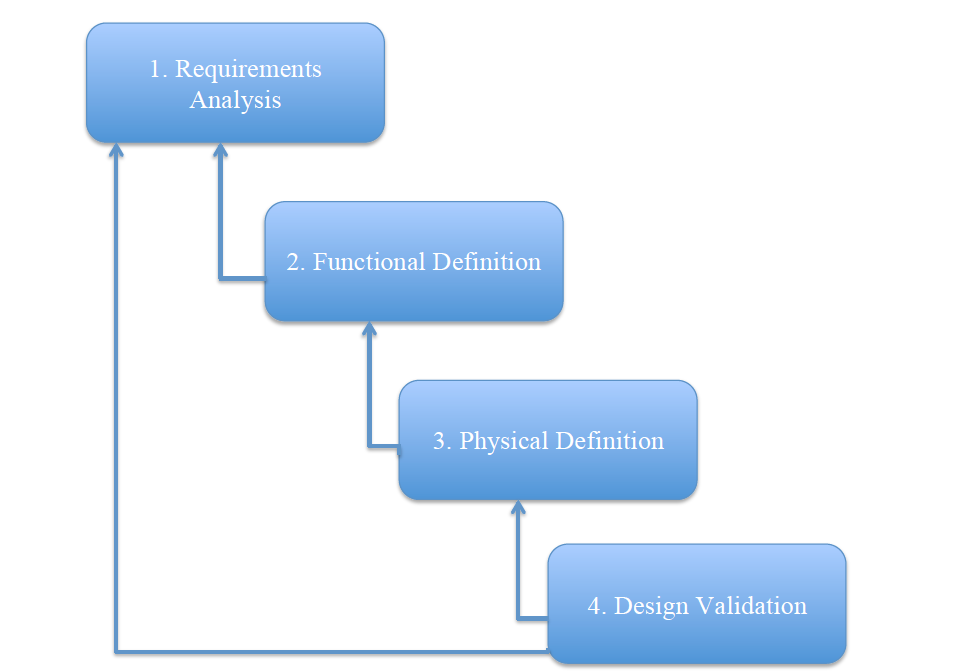 1. Requirements
Analysis
2. Functional Definition
3. Physical Definition
4. Design Validation